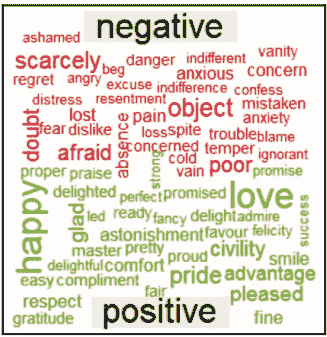 negative
ashamed
scarcely danger indifferent vanity
regret angry beg anxious concern
excuse indifference confess
distress resentment object mistaken
doubt lost pain anxiety
fear dislike absence loss spite trouble blame
afraid concerned temper ignorant
cold poor
vain
proper praise strong promise
happy delighted perfect promised love
glad led ready fancy delight admire success
astonishment favour felicity
master pretty proud civility smile
delightful comfort pride advantage
easy compliment fair pleased
respect positive fine
gratitude